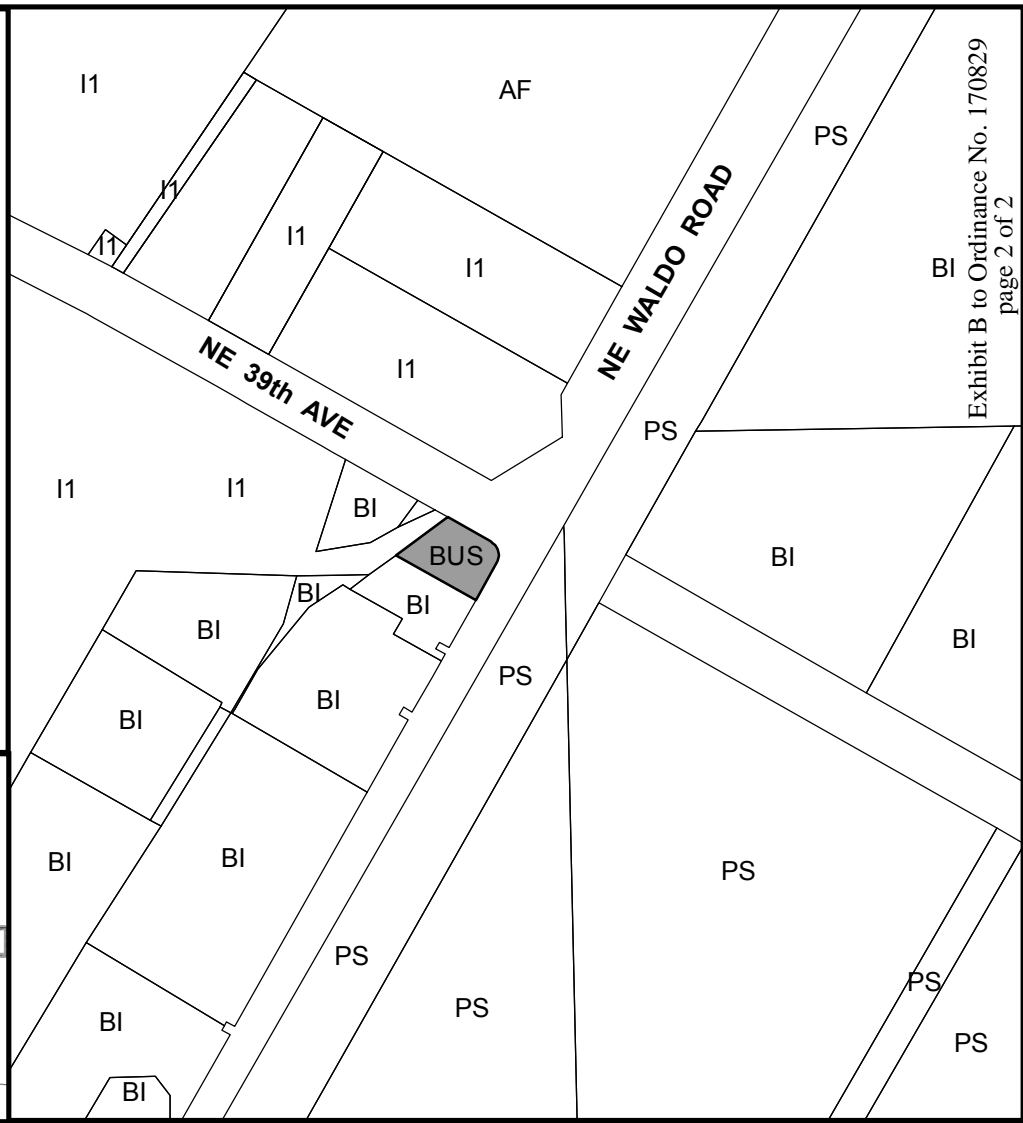 I1
AF
PS
Exhibit B to Ordinance No. 170829
page 2 of 2
I1
NE WALDO ROAD
I1
I1
I1
BI
NE 39th AVE
I1
PS
I1
I1
BI
BUS
BI
BI
BI
BI
BI
PS
BI
BI
BI
BI
BI
PS
PS
PS
PS
BI
PS
BI